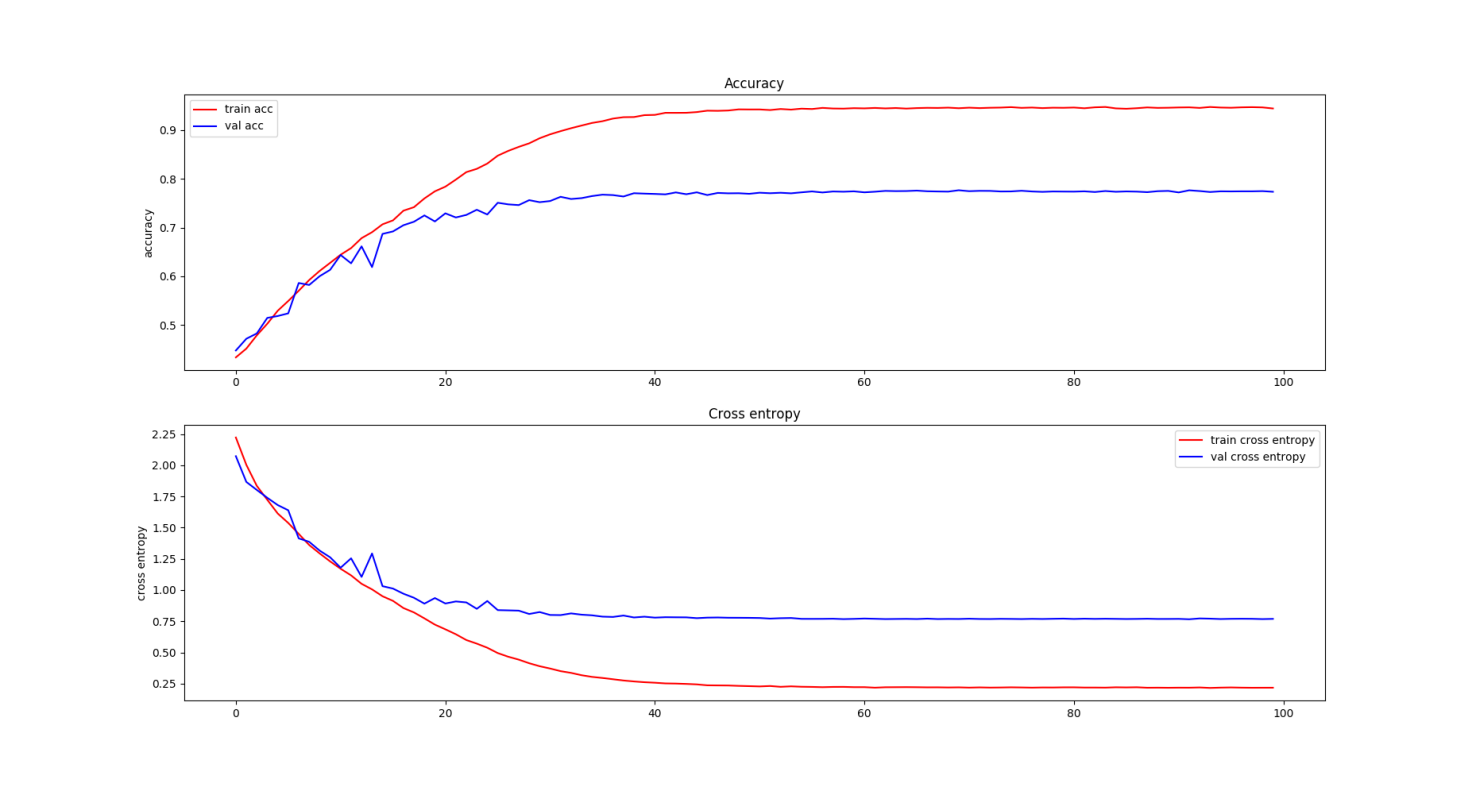 Accuracy
train acc
val acc
accuracy
0.9
0.8
0.7
0.6
0.5
0 20 40 60 80 100
Cross entropy
train cross entropy
val cross entropy
cross entropy
2.25
2.00
1.75
1.50
1.25
1.00
0.75
0.50
0.25
0 20 40 60 80 100